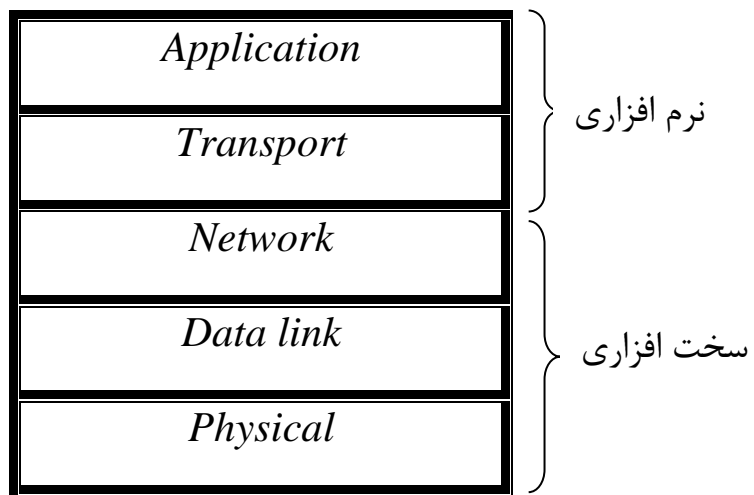 Application
نرم افزاری
Transport
Network
Data link
سخت افزاری
Physical